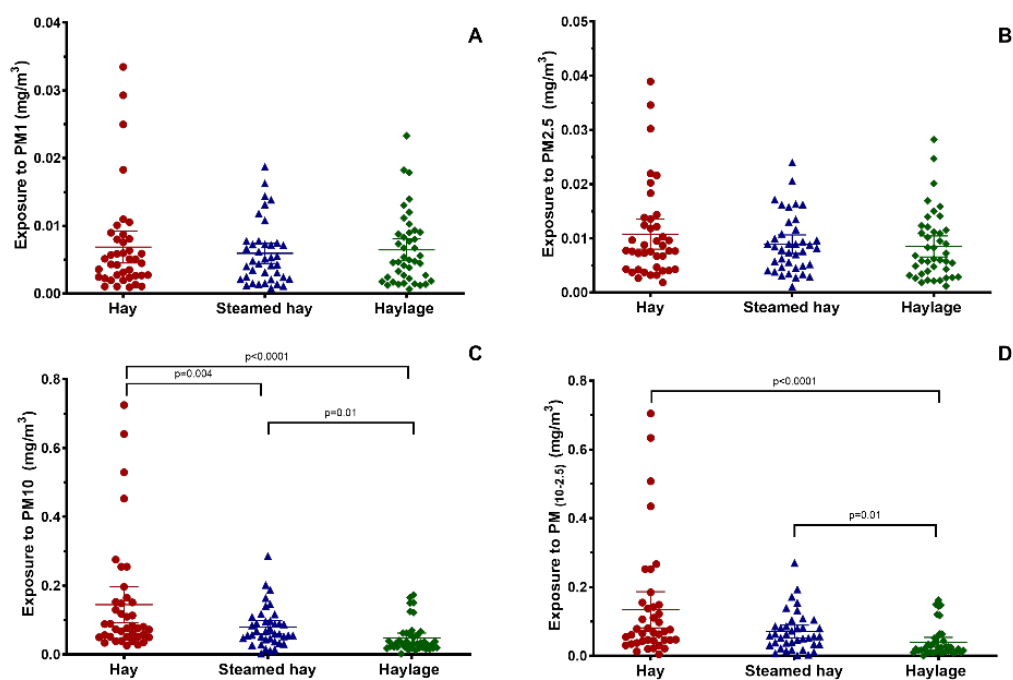 A
Exposure to PM1 (mg/m³)
0.04
0.03
0.02
0.01
0.00
Hay Steamed hay Haylage
B
Exposure to PM2.5 (mg/m³)
0.05
0.04
0.03
0.02
0.01
0.00
Hay Steamed hay Haylage
C
p<0.0001
p=0.004
p=0.01
Exposure to PM10 (mg/m³)
0.8
0.6
0.4
0.2
0.0
Hay Steamed hay Haylage
D
p<0.0001
p=0.01
Exposure to PM (10-2.5) (mg/m³)
0.8
0.6
0.4
0.2
0.0
Hay Steamed hay Haylage